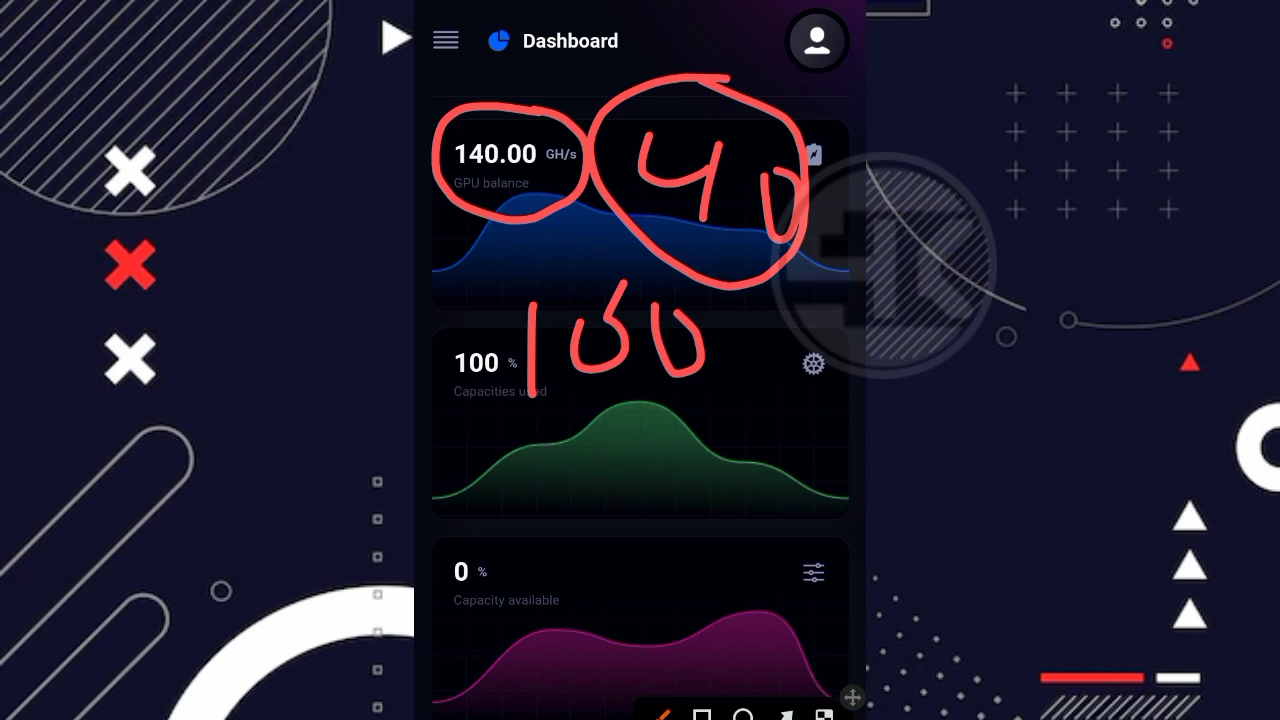 Dashboard
140.00 GH/s
40
GPU balance
100
100 %
Capacities used
0 %
Capacity available